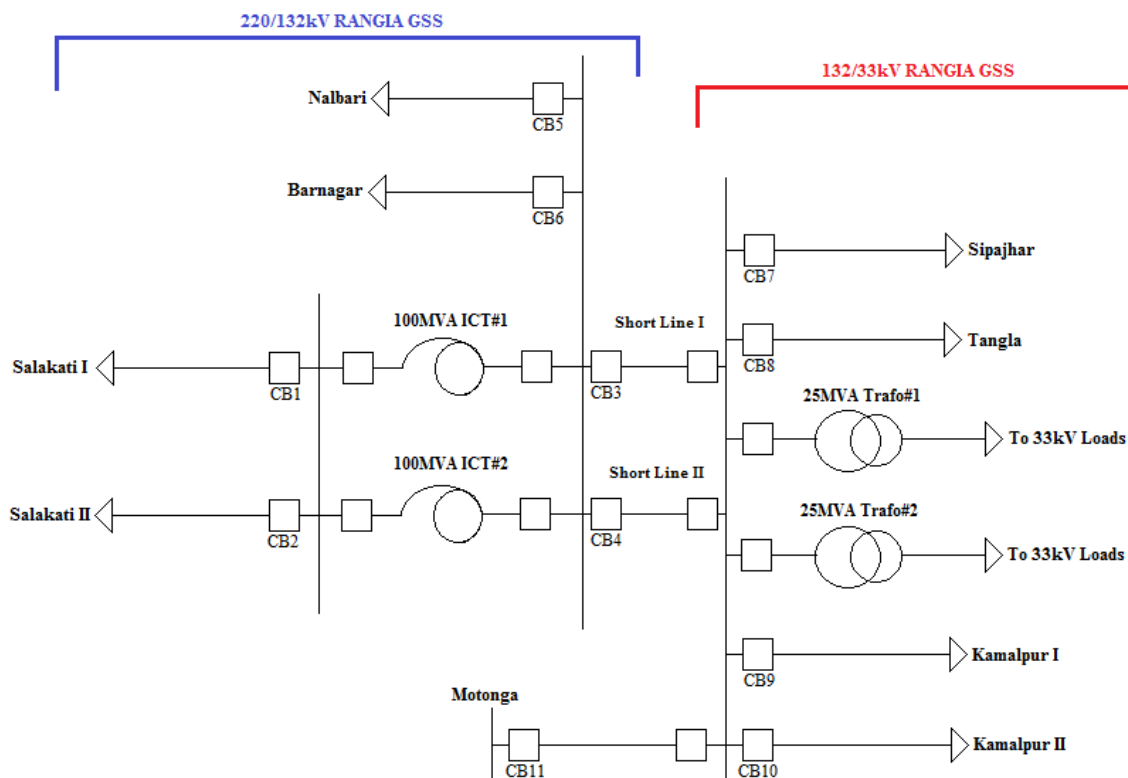 220/132kV RANGIA GSS
132/33kV RANGIA GSS
Nalbari
CB5
Barnagar
CB6
Sipajhar
CB7
100MVA ICT#1
Short Line I
Salakati I
CB1
CB3
Tangla
CB8
25MVA Trafo#1
To 33kV Loads
100MVA ICT#2
Short Line II
Salakati II
CB2
CB4
25MVA Trafo#2
To 33kV Loads
Kamalpur I
CB9
Motonga
CB11
CB10
Kamalpur II